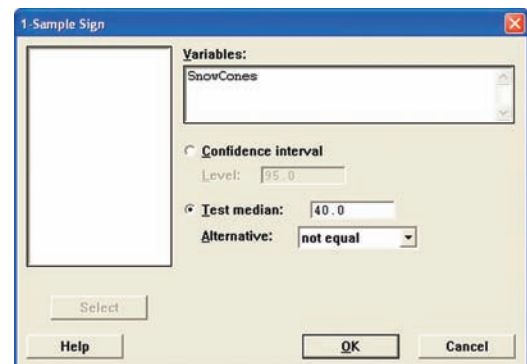 1-Sample Sign
Variables:
SnowCones
Confidence interval
Level: 95.0
Test median: 40.0
Alternative: not equal
Select
Help OK Cancel